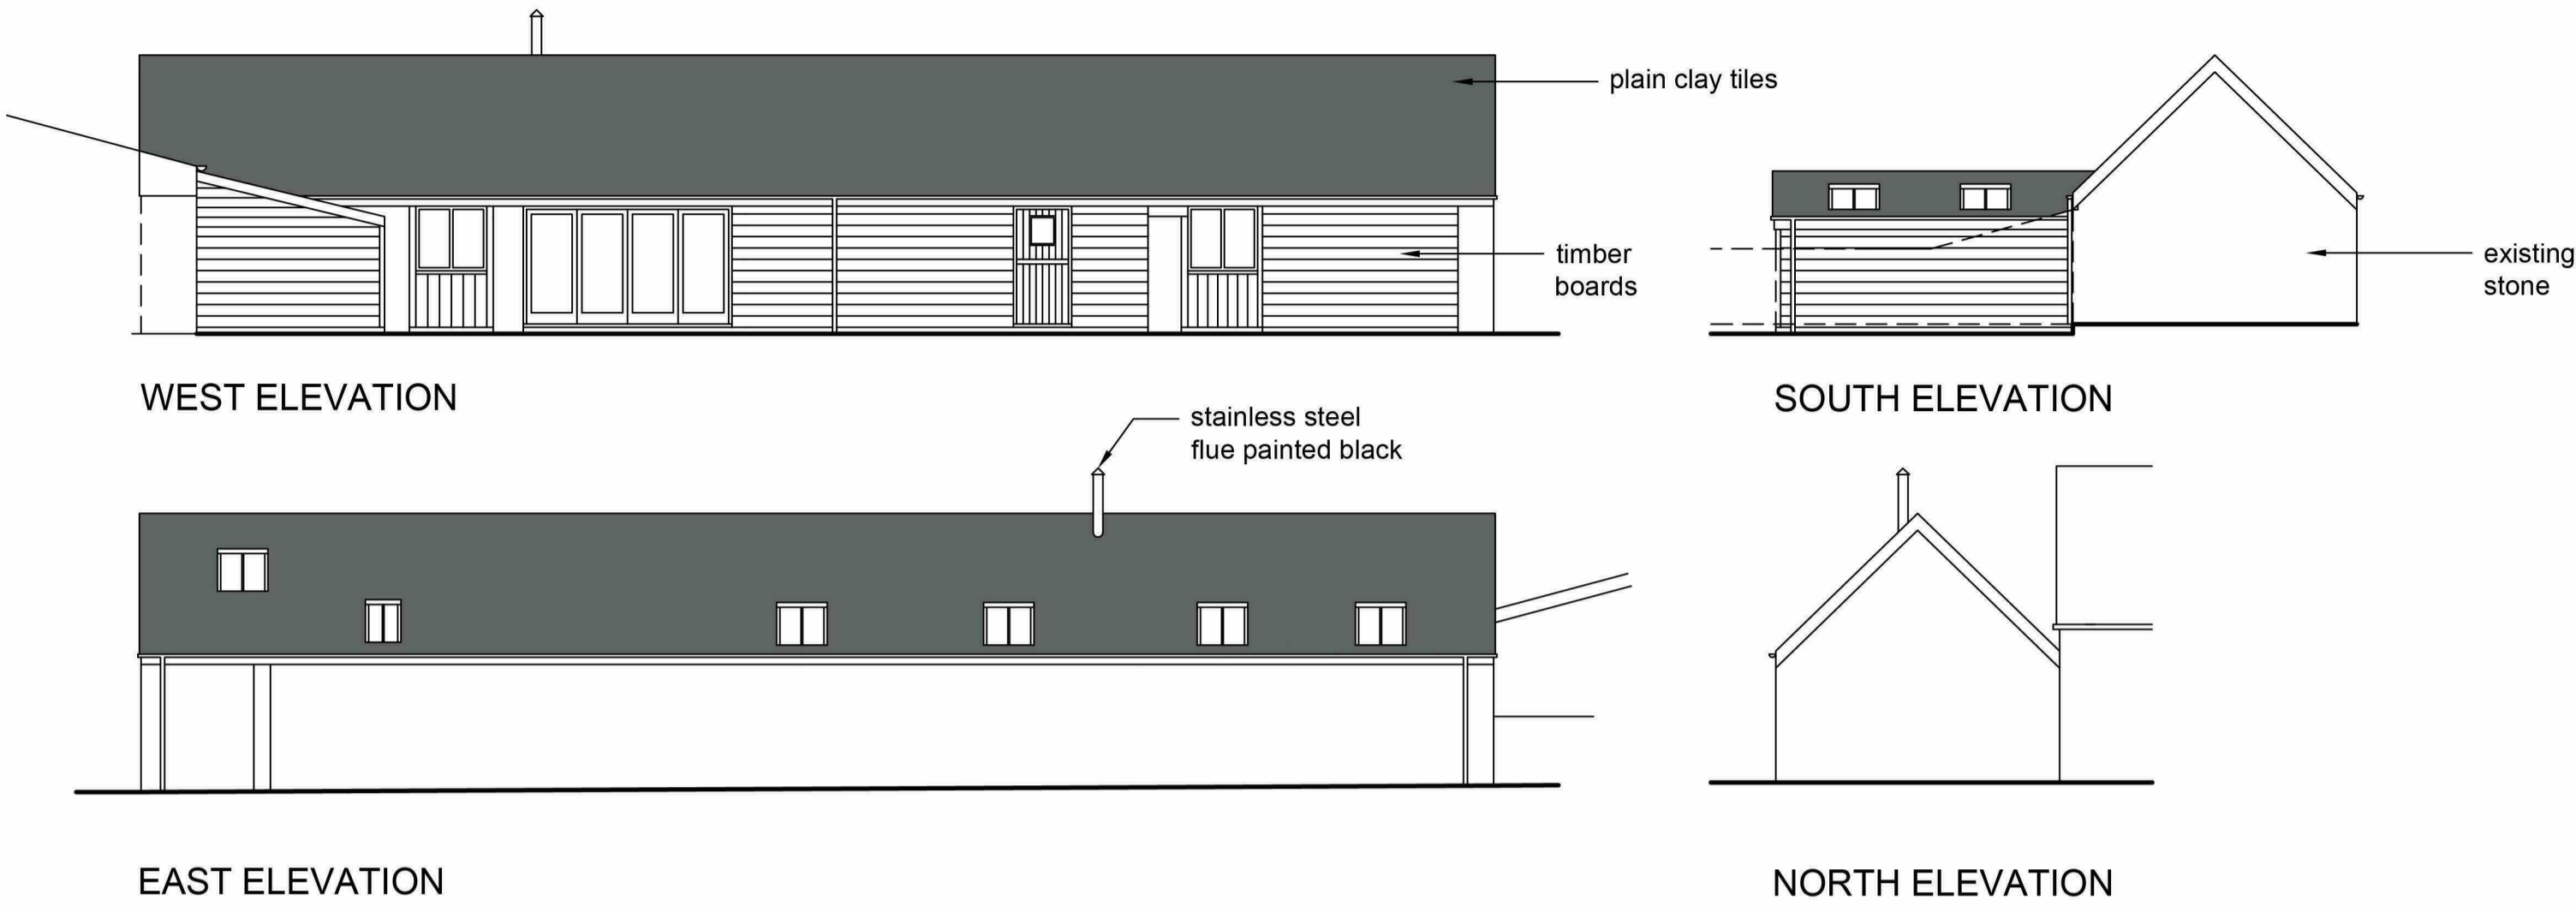 plain clay tiles
timber
boards
existing
stone
WEST ELEVATION
SOUTH ELEVATION
stainless steel
flue painted black
EAST ELEVATION
NORTH ELEVATION